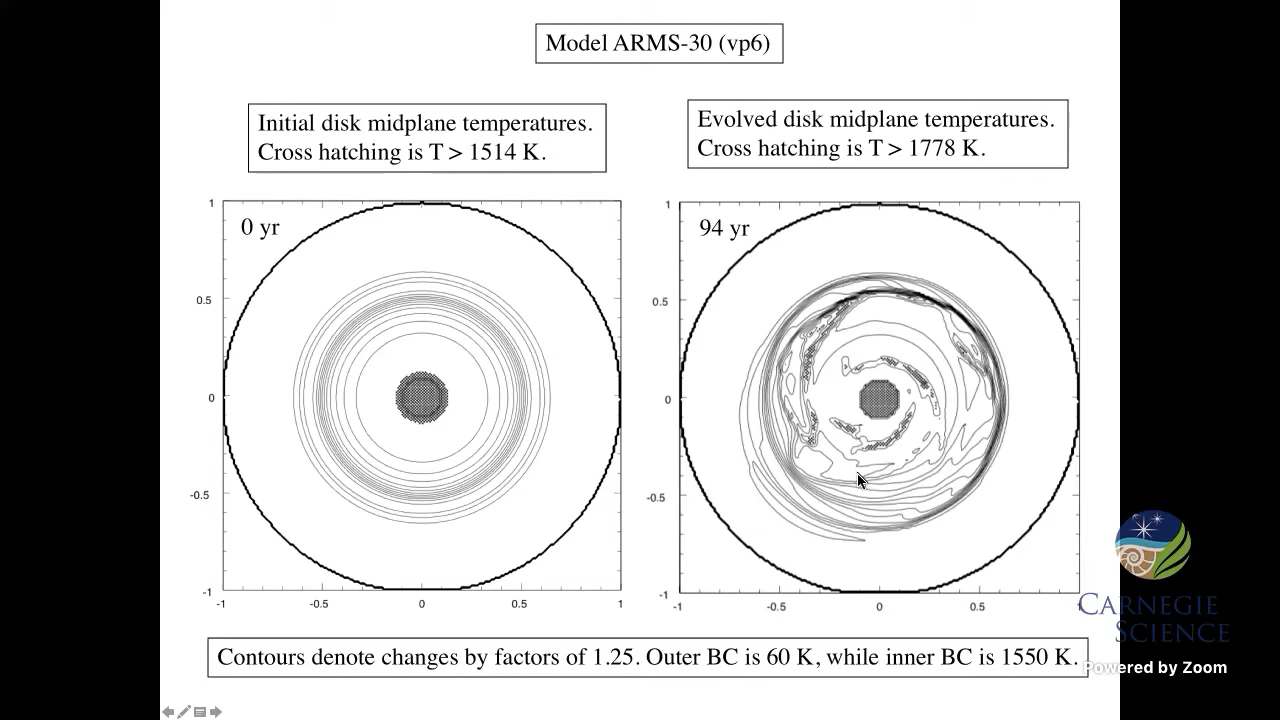 Model ARMS-30 (vp6)
Initial disk midplane temperatures.
Cross hatching is T > 1514 K.
Evolved disk midplane temperatures.
Cross hatching is T > 1778 K.
0 yr
1
0.5
0
-0.5
-1
-1
-0.5
0
0.5
1
94 yr
1
0.5
0
-0.5
-1
-1
-0.5
0
0.5
1
Contours denote changes by factors of 1.25. Outer BC is 60 K, while inner BC is 1550 K.
CARNEGIE
SCIENCE
Powered by Zoom